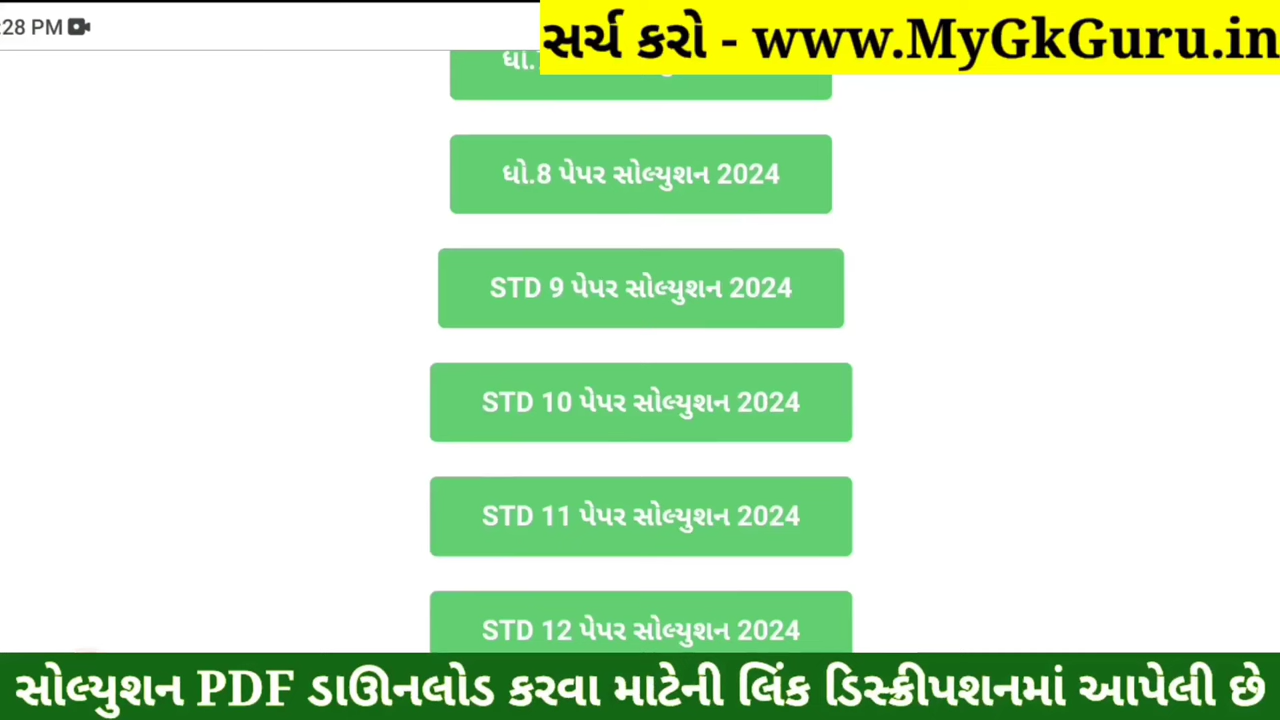 :28 PM
સર્ચ કરો - www.MyGkGuru.in
ધો.
ધો.8 પેપર સોલ્યુશન 2024
STD 9 પેપર સોલ્યુશન 2024
STD 10 પેપર સોલ્યુશન 2024
STD 11 પેપર સોલ્યુશન 2024
STD 12 પેપર સોલ્યુશન 2024
સોલ્યુશન PDF ડાઊનલોડ કરવા માટેની લિંક ડિસ્ક્રીપશનમાં આપેલી છે